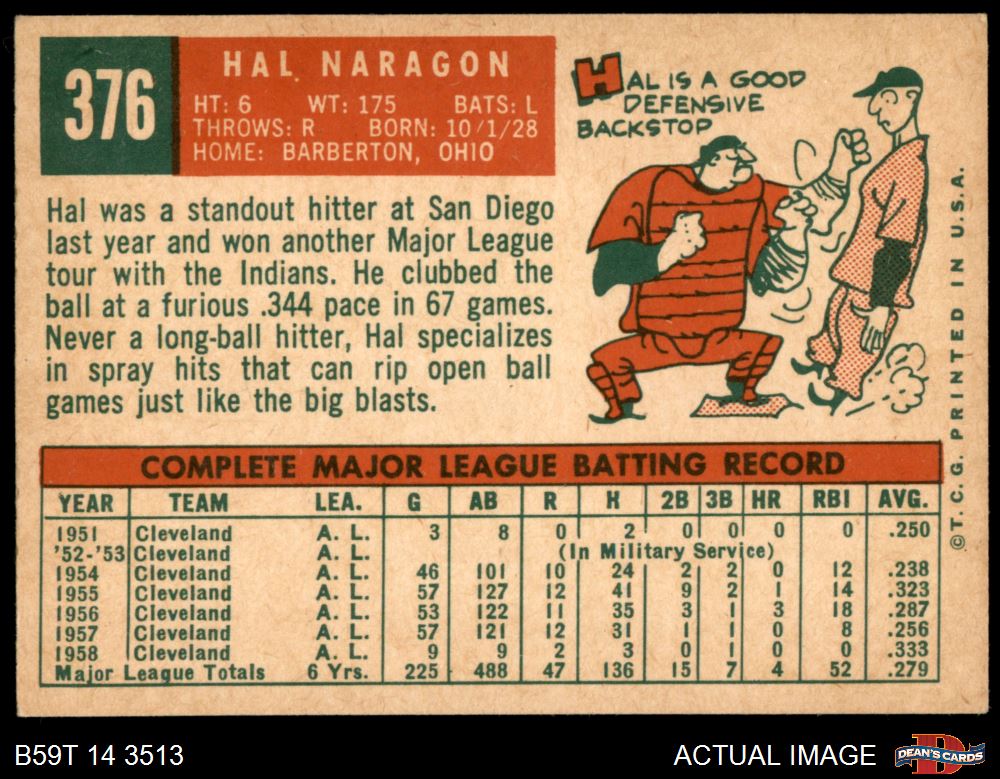 376
HAL NARAGON
HT: 6 WT: 175 BATS: L
THROWS: R BORN: 10/1/28
HOME: BARBERTON, OHIO
HAL IS A GOOD
DEFENSIVE
BACKSTOP
Hal was a standout hitter at San Diego
last year and won another Major League
tour with the Indians. He clubbed the
ball at a furious .344 pace in 67 games.
Never a long-ball hitter, Hal specializes
in spray hits that can rip open ball
games just like the big blasts.
COMPLETE MAJOR LEAGUE BATTING RECORD
YEAR TEAM LEA. G AB R H 2B 3B HR RBI AVG.
1951 Cleveland A. L. 3 8 0 2 0 0 0 0 .250
'52-'53 Cleveland A. L. (In Military Service)
1954 Cleveland A. L. 46 101 10 24 2 2 0 12 .238
1955 Cleveland A. L. 57 127 12 41 9 2 1 14 .323
1956 Cleveland A. L. 53 122 11 35 3 1 3 18 .287
1957 Cleveland A. L. 57 121 12 31 1 1 0 8 .256
1958 Cleveland A. L. 9 9 2 3 0 1 0 0 .333
Major League Totals 6 Yrs. 225 488 47 136 15 7 4 52 .279
©T. C. G. PRINTED IN U.S.A.
B59T 14 3513
ACTUAL IMAGE
D
DEAN'S CARDS